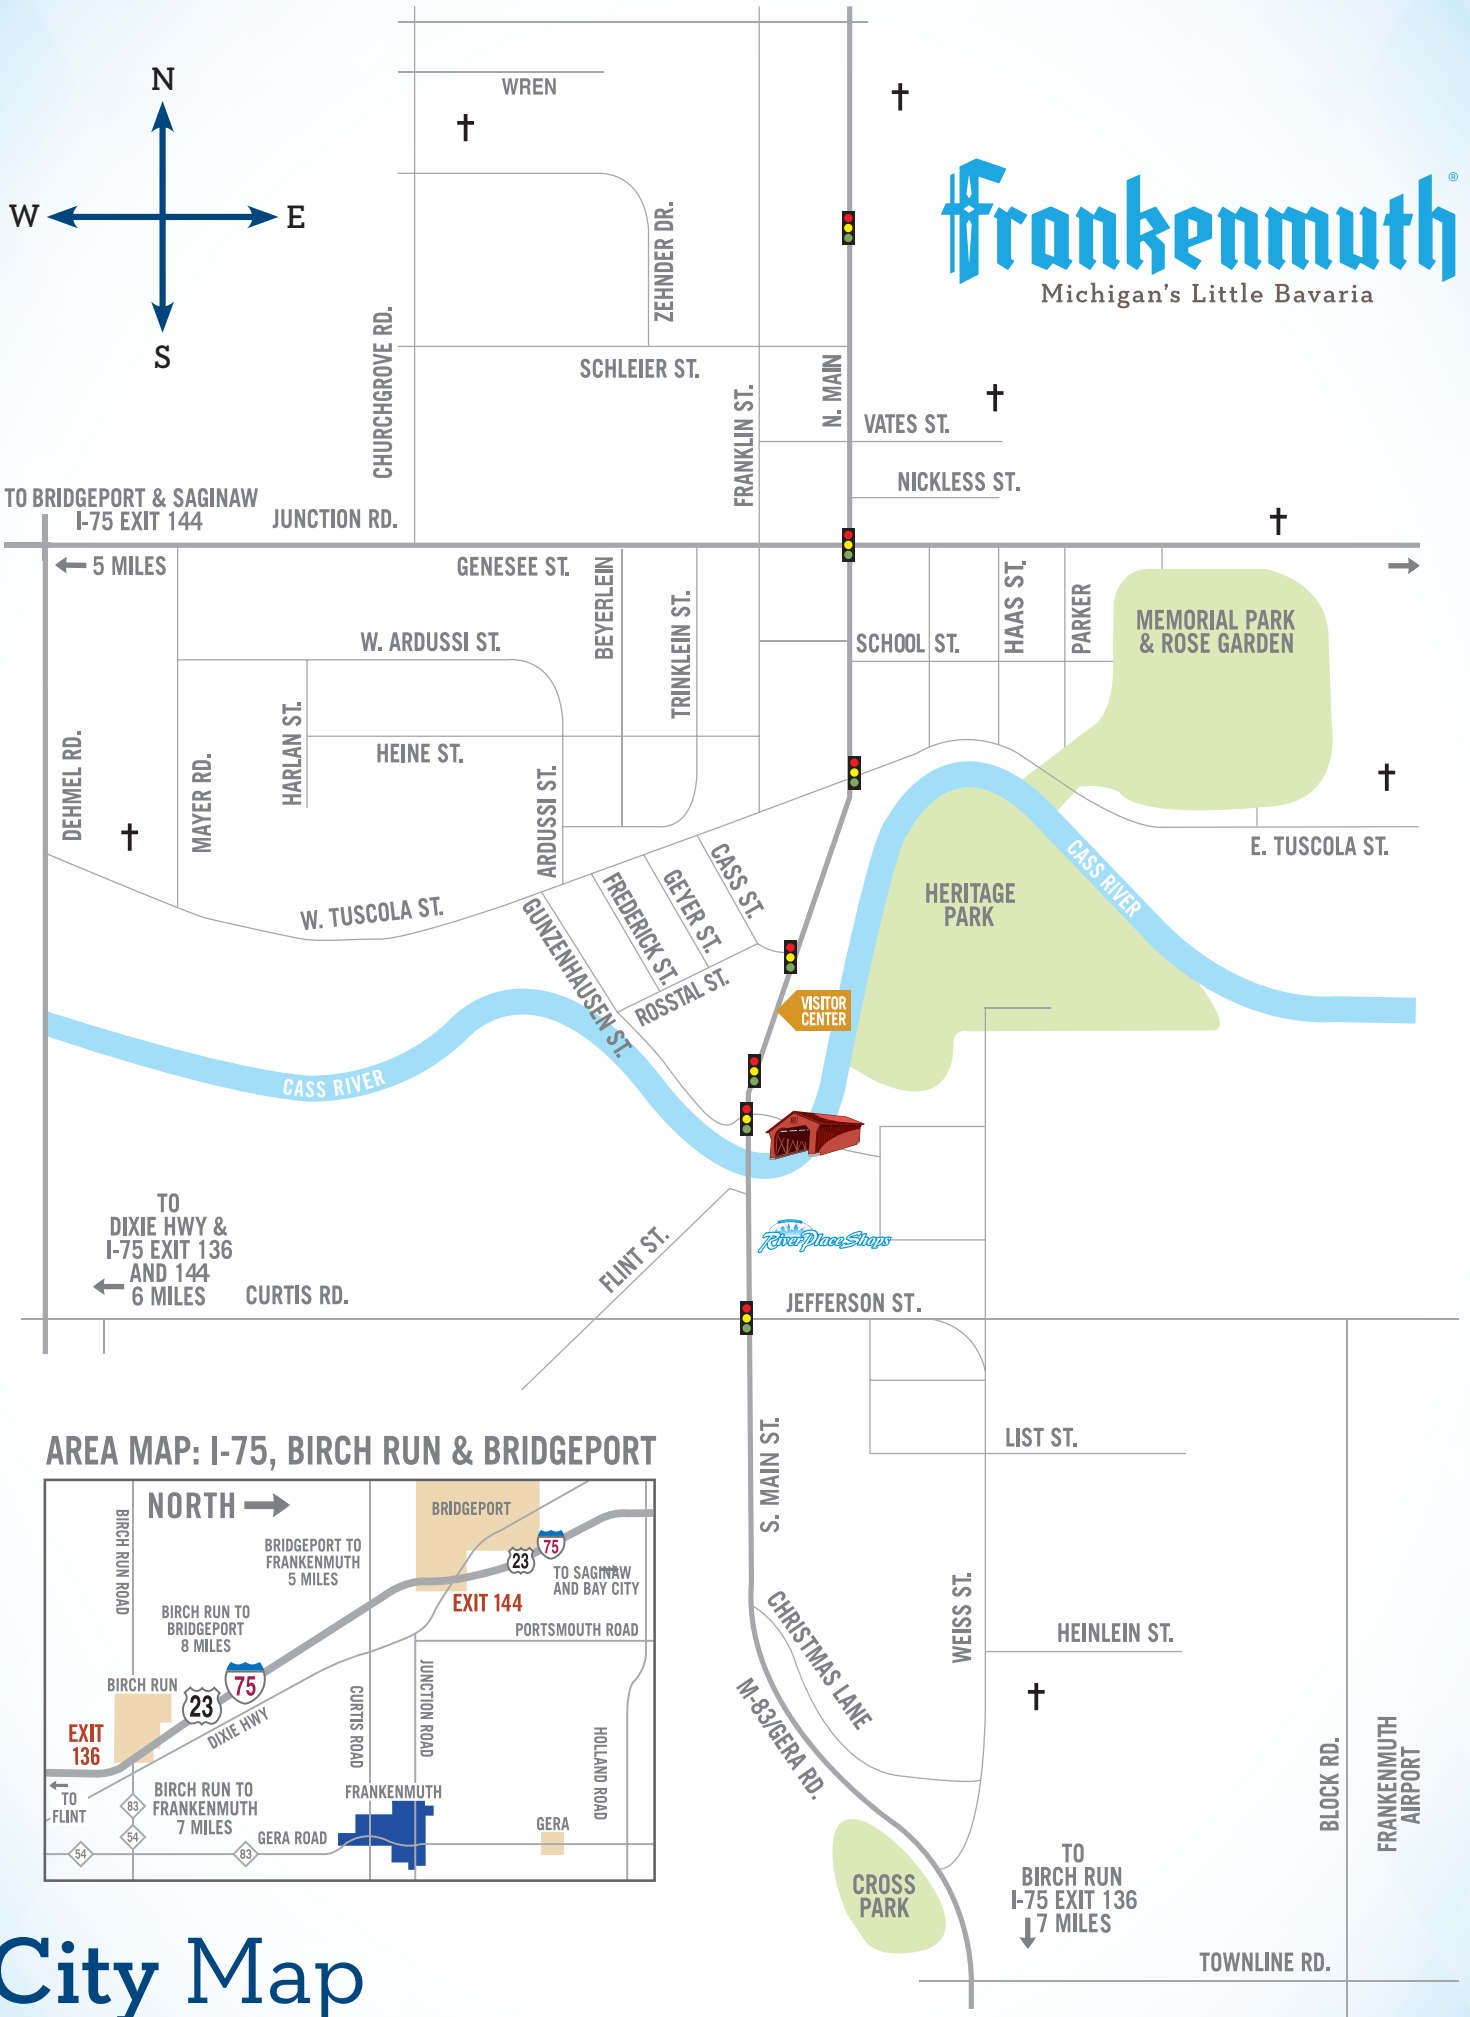 N
W
E
S
WREN
ZEHNDER DR.
Frankenmuth®
Michigan's Little Bavaria
CHURCHGROVE RD.
SCHLEIER ST.
FRANKLIN ST.
N. MAIN
VATES ST.
NICKLESS ST.
TO BRIDGEPORT & SAGINAW
I-75 EXIT 144
JUNCTION RD.
5 MILES
GENESEE ST.
BEYERLEIN
TRINKLEIN ST.
W. ARDUSSI ST.
SCHOOL ST.
HAAS ST.
PARKER
MEMORIAL PARK
& ROSE GARDEN
DEHMEL RD.
MAYER RD.
HARLAN ST.
HEINE ST.
ARDUSSI ST.
E. TUSCOLA ST.
W. TUSCOLA ST.
GUNZENHAUSEN ST.
FREDERICK ST.
GEYER ST.
CASS ST.
ROSSTAL ST.
HERITAGE
PARK
CASS RIVER
VISITOR
CENTER
CASS RIVER
TO
DIXIE HWY &
I-75 EXIT 136
AND 144
6 MILES
CURTIS RD.
FLINT ST.
RiverPlaceShops
JEFFERSON ST.
S. MAIN ST.
LIST ST.
WEISS ST.
HEINLEIN ST.
CHRISTMAS LANE
M-83/GERA RD.
BLOCK RD.
FRANKENMUTH
AIRPORT
CROSS
PARK
TO
BIRCH RUN
I-75 EXIT 136
7 MILES
TOWNLINE RD.
AREA MAP: I-75, BIRCH RUN & BRIDGEPORT
NORTH
BIRCH RUN ROAD
BRIDGEPORT TO
FRANKENMUTH
5 MILES
BRIDGEPORT
23
75
TO SAGINAW
AND BAY CITY
EXIT 144
BIRCH RUN TO
BRIDGEPORT
8 MILES
PORTSMOUTH ROAD
BIRCH RUN
23
75
DIXIE HWY
CURTIS ROAD
JUNCTION ROAD
HOLLAND ROAD
EXIT
136
TO
FLINT
83
54
54
83
BIRCH RUN TO
FRANKENMUTH
7 MILES
GERA ROAD
FRANKENMUTH
GERA
City Map